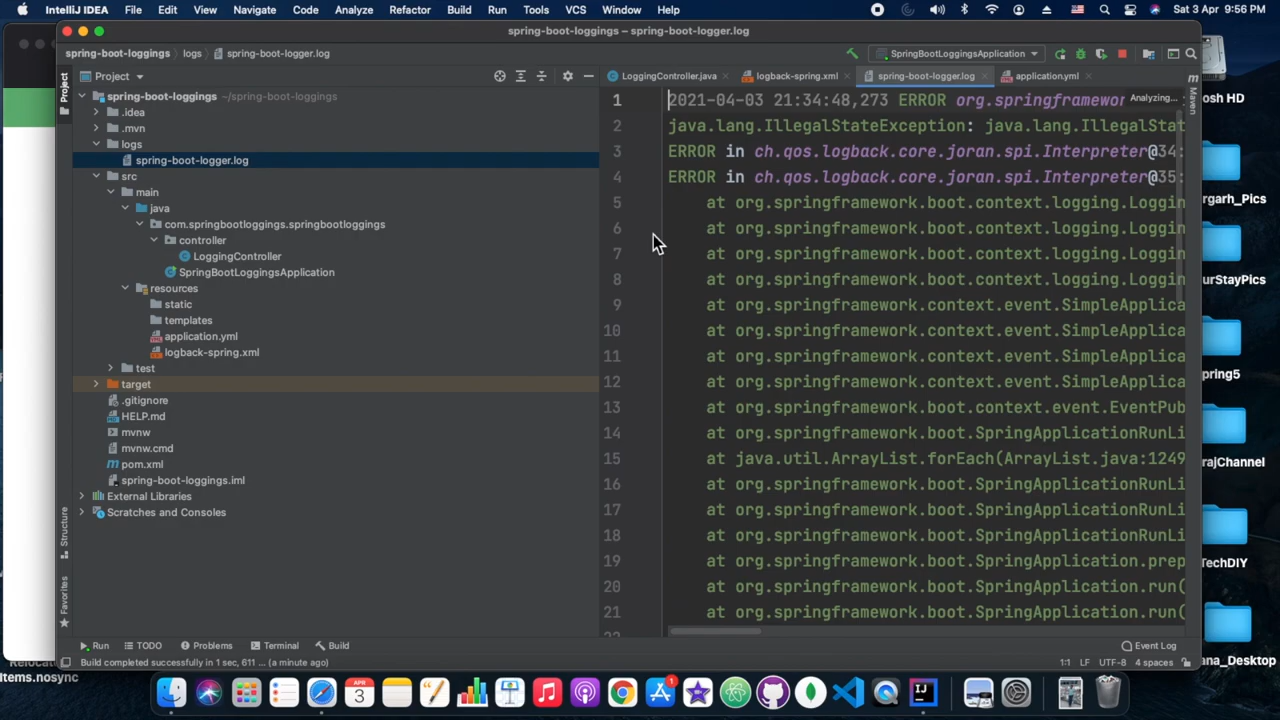 IntelliJ IDEA File Edit View Navigate Code Analyze Refactor Build Run Tools VCS Window Help Sat 3 Apr 9:56 PM
spring-boot-loggings – spring-boot-logger.log
spring-boot-loggings logs spring-boot-logger.log SpringBootLoggingsApplication
Project LoggingController.java logback-spring.xml spring-boot-logger.log application.yml
Project
Structure
Favorites
Maven
spring-boot-loggings ~/spring-boot-loggings
.idea
.mvn
logs
spring-boot-logger.log
src
main
java
com.springbootloggings.springbootloggings
controller
LoggingController
SpringBootLoggingsApplication
resources
static
templates
application.yml
logback-spring.xml
test
target
.gitignore
HELP.md
mvnw
mvnw.cmd
pom.xml
spring-boot-loggings.iml
External Libraries
Scratches and Consoles
1 2021-04-03 21:34:48,273 ERROR org.springframewor Analyzing...
2 java.lang.IllegalStateException: java.lang.IllegalStat
3 ERROR in ch.qos.logback.core.joran.spi.Interpreter@34:
4 ERROR in ch.qos.logback.core.joran.spi.Interpreter@35:
5 at org.springframework.boot.context.logging.Loggin
6 at org.springframework.boot.context.logging.Loggin
7 at org.springframework.boot.context.logging.Loggin
8 at org.springframework.boot.context.logging.Loggin
9 at org.springframework.context.event.SimpleApplica
10 at org.springframework.context.event.SimpleApplica
11 at org.springframework.context.event.SimpleApplica
12 at org.springframework.context.event.SimpleApplica
13 at org.springframework.boot.context.event.EventPub
14 at org.springframework.boot.SpringApplicationRunLi
15 at java.util.ArrayList.forEach(ArrayList.java:1249
16 at org.springframework.boot.SpringApplicationRunLi
17 at org.springframework.boot.SpringApplicationRunLi
18 at org.springframework.boot.SpringApplicationRunLi
19 at org.springframework.boot.SpringApplication.prep
20 at org.springframework.boot.SpringApplication.run(
21 at org.springframework.boot.SpringApplication.run(
Run TODO Problems Terminal Build Event Log
Build completed successfully in 1 sec, 611 ... (a minute ago) 1:1 LF UTF-8 4 spaces
osh HD
rgarh_Pics
urStayPics
pring5
rajChannel
TechDIY
ana_Desktop
Items.nosync
APR
3
1